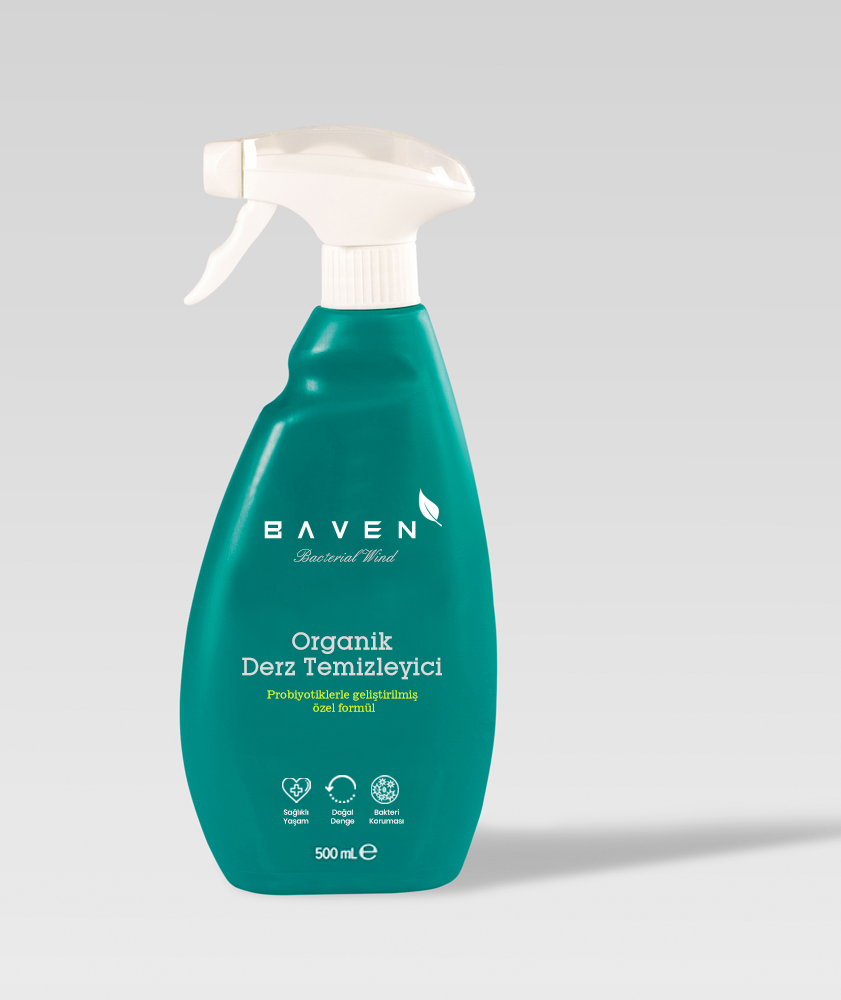 BAVEN
Bacterial Wind
Organik
Derz Temizleyici
Probiyotiklerle geliştirilmiş
özel formül
Sağlıklı Yaşam
Doğal Denge
Bakteri Koruması
500 mL ℮